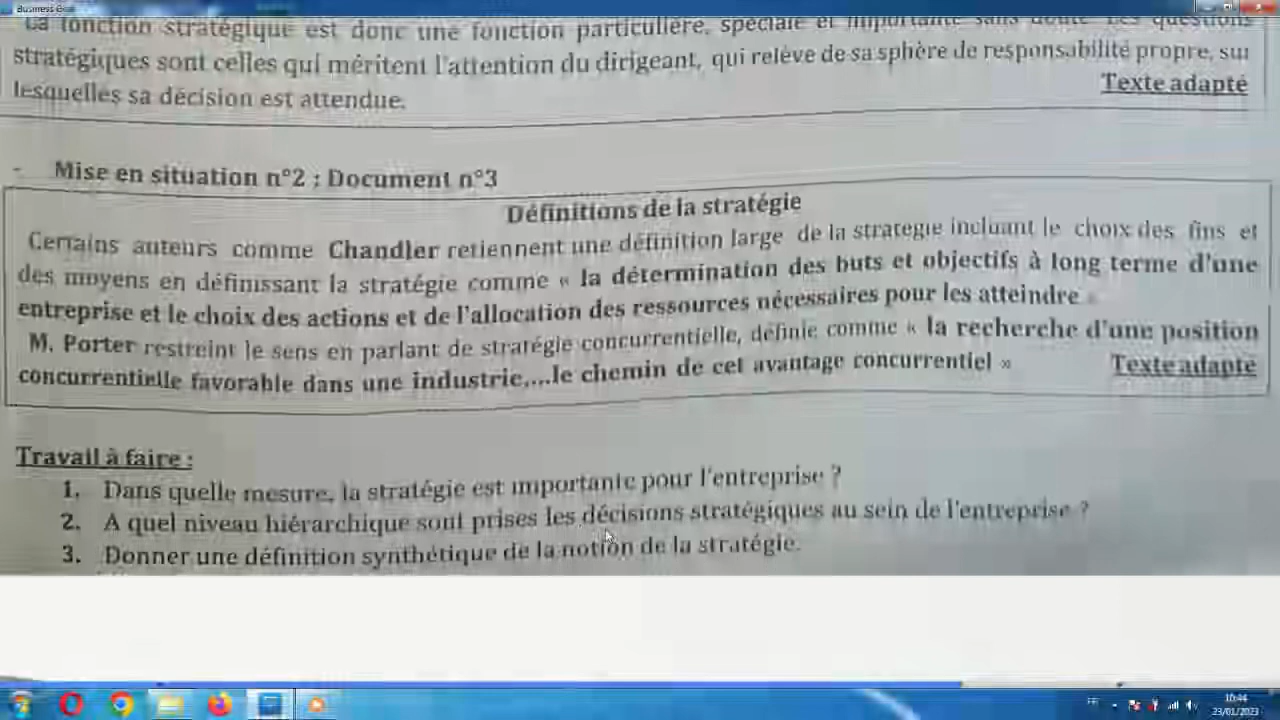 Business
La fonction stratégique est donc une fonction particulière, spéciale et importante sans doute Les questions
stratégiques sont celles qui méritent l'attention du dirigeant, qui relève de sa sphère de responsabilité propre, sur
lesquelles sa décision est attendue.
Texte adapté
- Mise en situation n°2 : Document n°3
Définitions de la stratégie
Certains auteurs comme Chandler retiennent une définition large de la stratégie incluant le choix des fins et
des moyens en définissant la stratégie comme « la détermination des buts et objectifs à long terme d'une
entreprise et le choix des actions et de l'allocation des ressources nécessaires pour les atteindre »
M. Porter restreint le sens en parlant de stratégie concurrentielle, définie comme « la recherche d'une position
concurrentielle favorable dans une industrie,...le chemin de cet avantage concurrentiel »
Texte adapté
Travail à faire :
1. Dans quelle mesure, la stratégie est importante pour l'entreprise ?
2. A quel niveau hiérarchique sont prises les décisions stratégiques au sein de l'entreprise ?
3. Donner une définition synthétique de la notion de la stratégie.
FR
10:44
23/01/2023